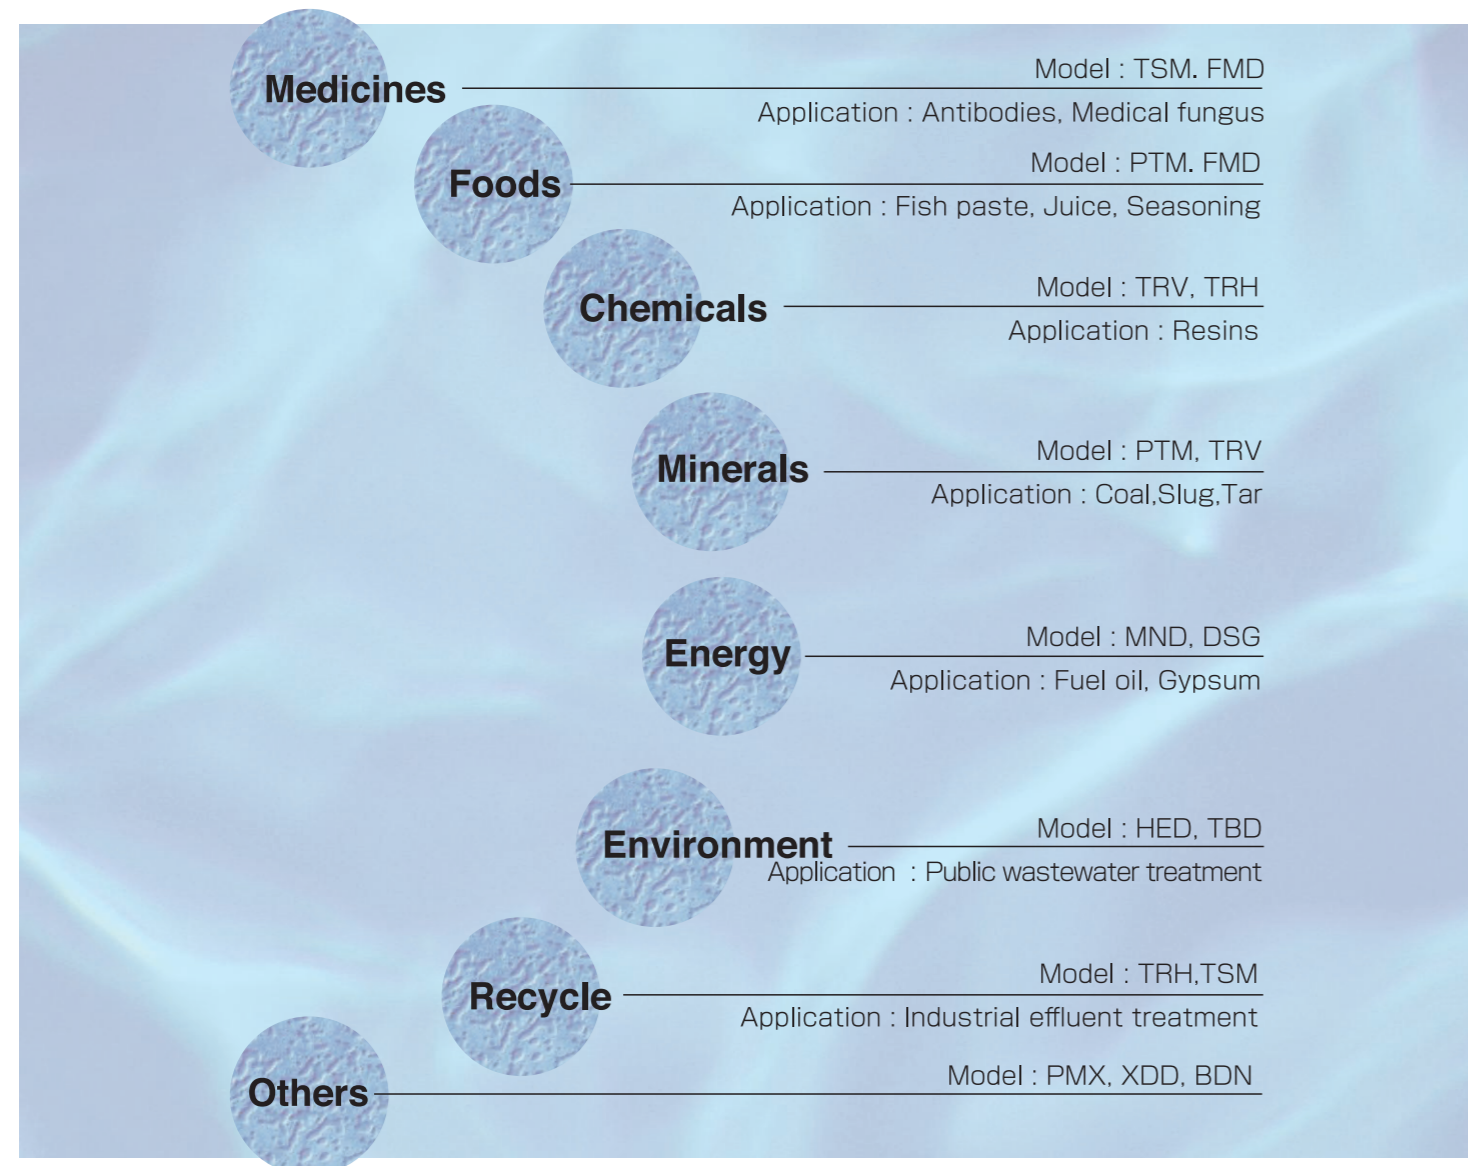 Medicines
Model : TSM. FMD
Application : Antibodies, Medical fungus
Foods
Model : PTM. FMD
Application : Fish paste, Juice, Seasoning
Chemicals
Model : TRV, TRH
Application : Resins
Minerals
Model : PTM, TRV
Application : Coal,Slug,Tar
Energy
Model : MND, DSG
Application : Fuel oil, Gypsum
Environment
Model : HED, TBD
Application : Public wastewater treatment
Recycle
Model : TRH,TSM
Application : Industrial effluent treatment
Others
Model : PMX, XDD, BDN